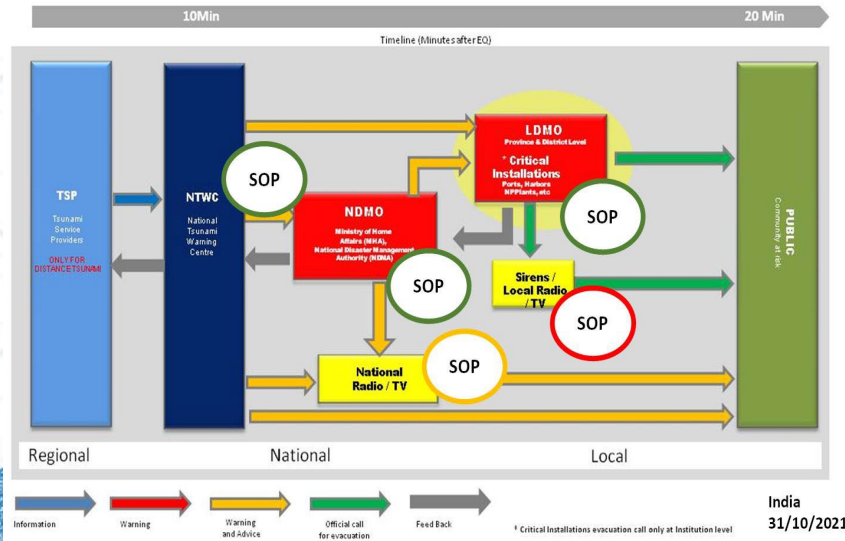 10Min
20 Min
Timeline (Minutes after EQ)
TSP
Tsunami
Service
Providers
ONLY FOR
DISTANCE TSUNAMI
NTWC
National
Tsunami
Warning
Centre
SOP
NDMO
Ministry of Home
Affairs (MHA),
National Disaster Management
Authority (NDMA)
SOP
LDMO
Province & District Level
* Critical
Installations
Ports, Harbors
NPPlants, etc
SOP
Sirens /
Local Radio
/ TV
SOP
National
Radio / TV
SOP
PUBLIC
Community at risk
Regional
National
Local
Information
Warning
Warning
and Advice
Official call
for evacuation
Feed Back
* Critical Installations evacuation call only at Institution level
India
31/10/2021